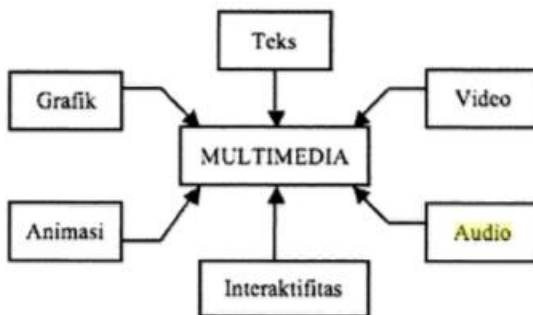 Teks
Grafik
Video
MULTIMEDIA
Animasi
Audio
Interaktifitas